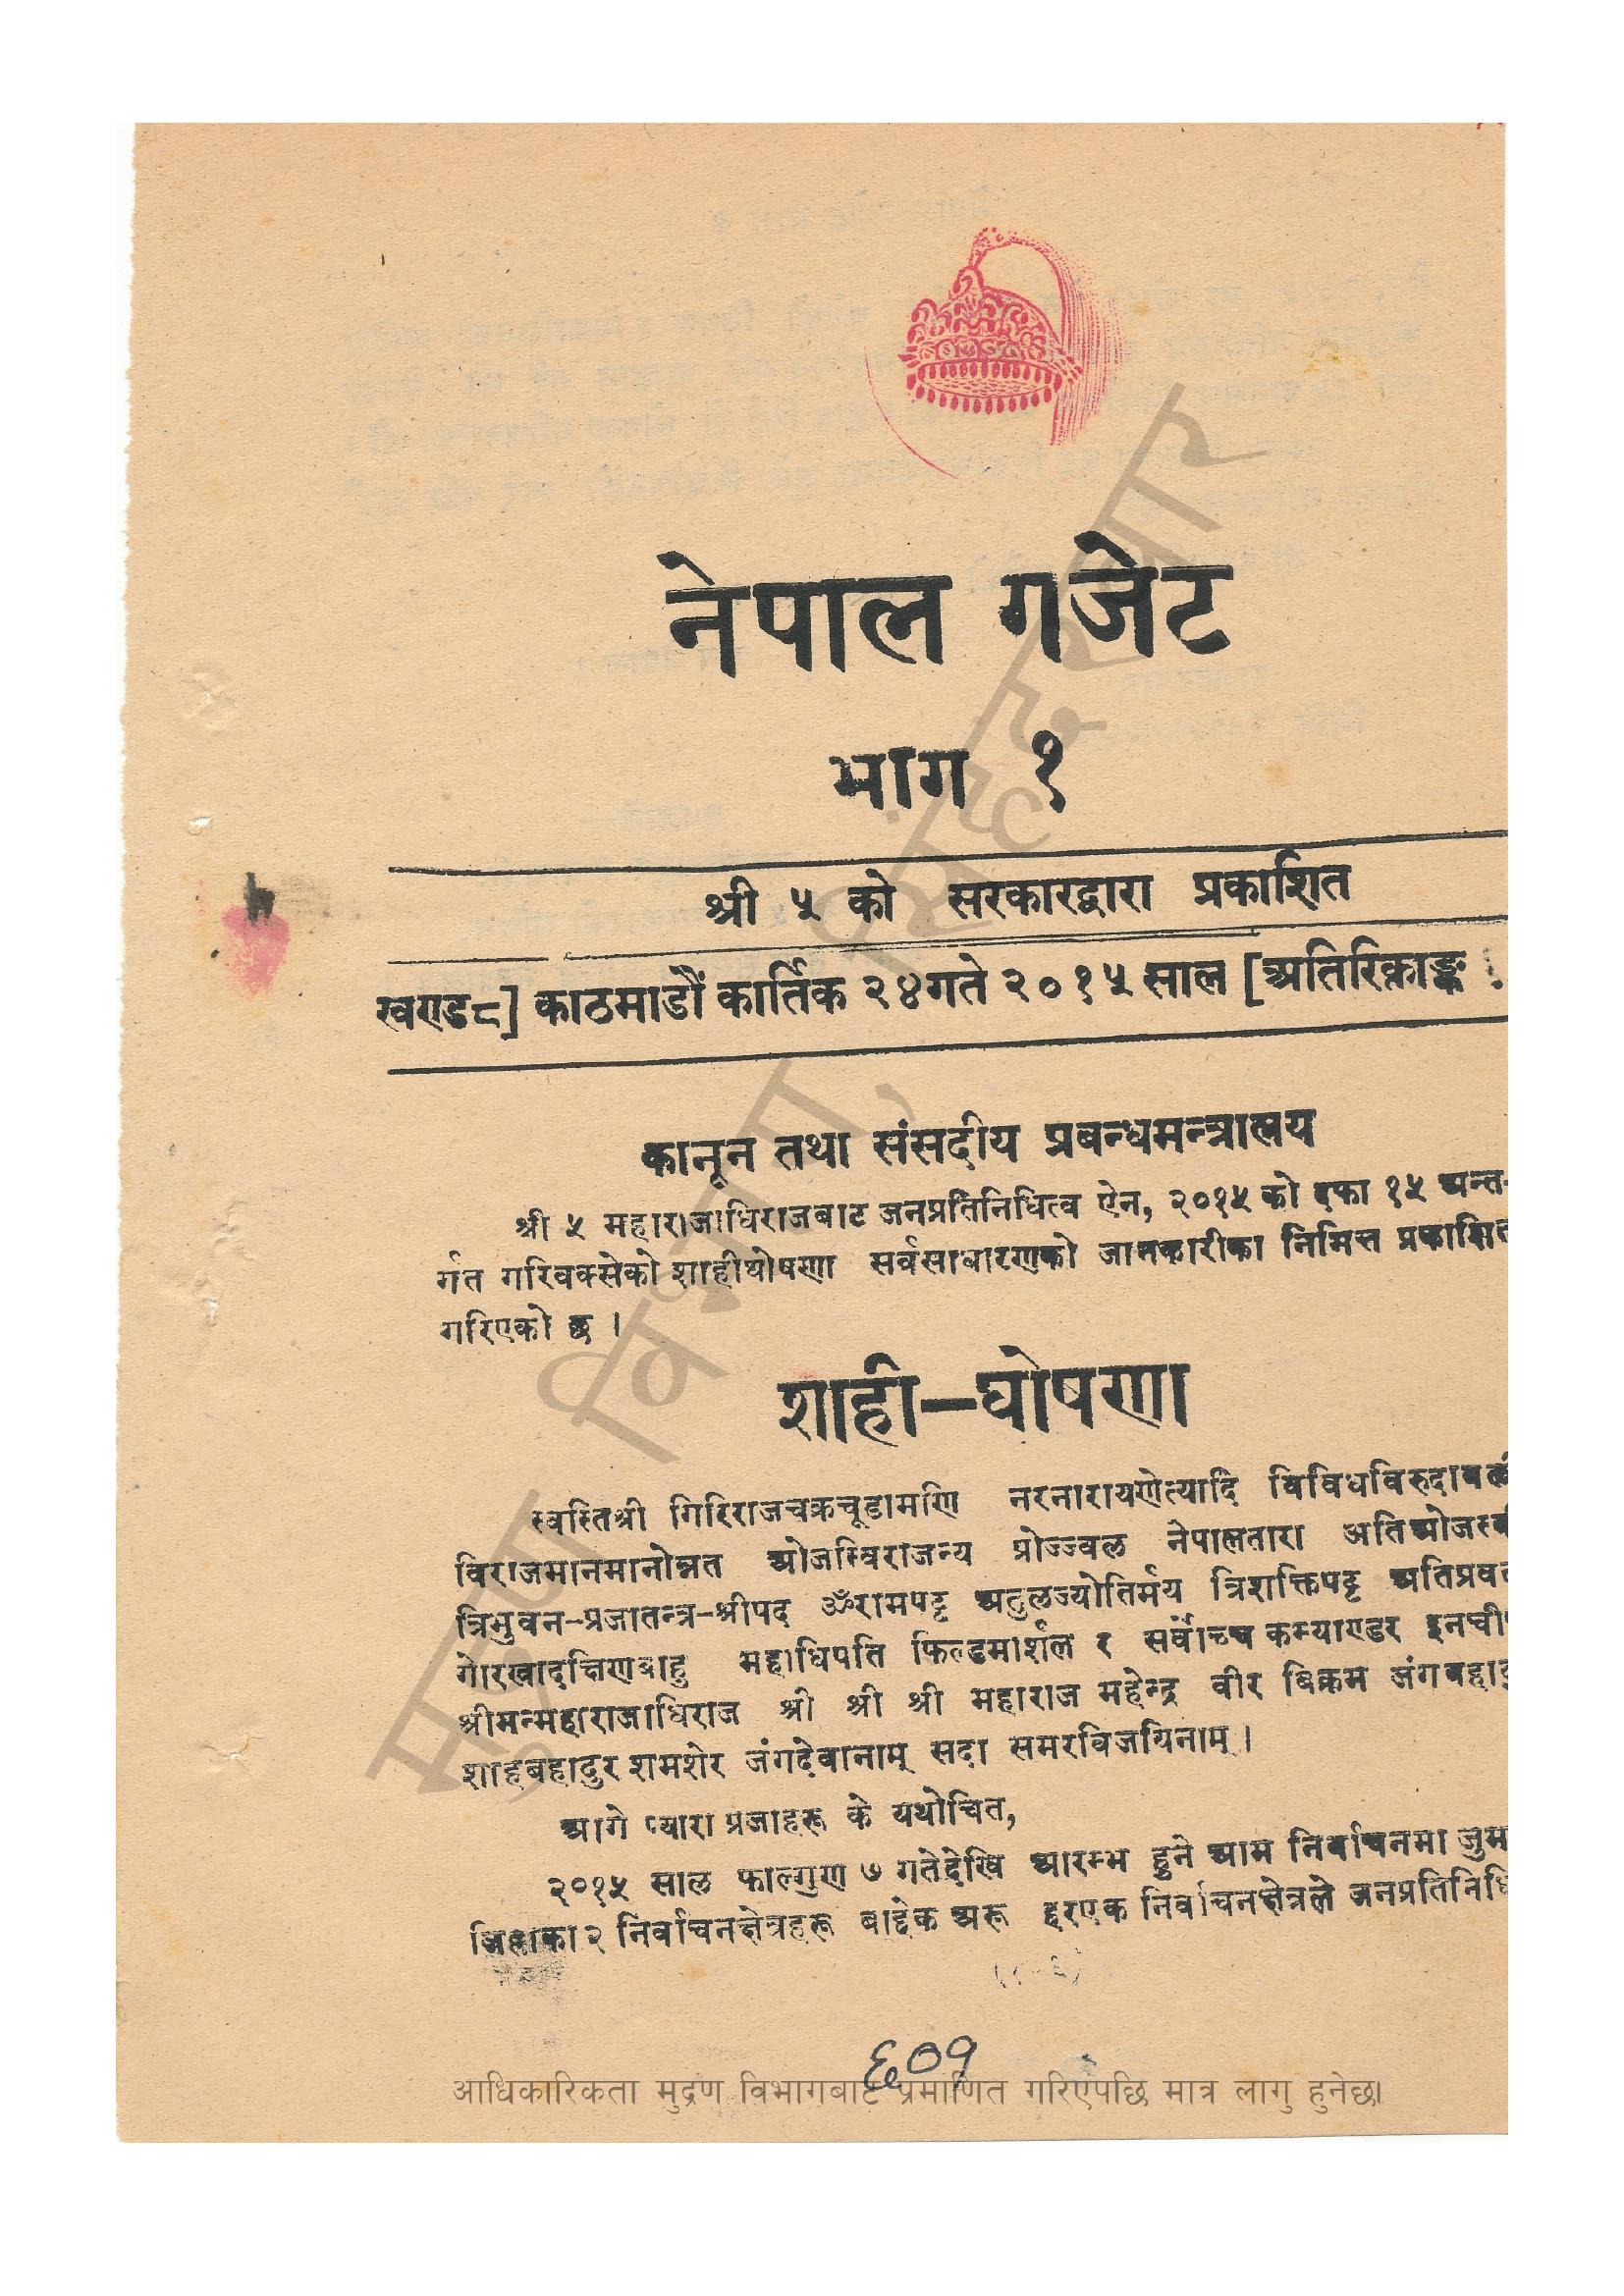 नेपाल गजेट
भाग १
श्री ५ को सरकारद्वारा प्रकाशित
खण्ड८] काठमाडौं कार्तिक २४गते २०१५ साल [अतिरिक्ताङ्क
कानून तथा संसदीय प्रबन्धमन्त्रालय
श्री ५ महाराजाधिराजबाट जनप्रतिनिधित्व ऐन, २०१५ को दफा १५ अन्त-
र्गत गरिवक्सेको शाहीघोषणा सर्वसाधारणको जानकारीका निमित्त प्रकाशित
गरिएको छ ।
शाही-घोषणा
स्वस्तिश्री गिरिराजचक्रचूडामणि नरनारायणेत्यादि विविधविरुदावली
विराजमानमानोन्नत ओजस्विराजन्य प्रोज्ज्वल नेपालतारा अतिओजस्वी
त्रिभुवन-प्रजातन्त्र-श्रीपद ॐरामपट्ट अतुलज्योतिर्मय त्रिशक्तिपट्ट अतिप्रवल
गोरखादक्षिणबाहु महाधिपति फिल्डमार्शल र सर्वोच्च कम्याण्डर इनचीफ
श्रीमन्महाराजाधिराज श्री श्री श्री महाराज महेन्द्र वीर बिक्रम जंगबहादु
शाहबहादुर शमशेर जंगदेवानाम् सदा समरविजयिनाम् ।
आगे प्यारा प्रजाहरू के यथोचित,
२०१५ साल फाल्गुण ७ गतेदेखि आरम्भ हुने आम निर्वाचनमा
जिल्लाका २ निर्वाचनक्षेत्रहरू बाहेक अरू हरएक निर्वाचनक्षेत्रले जनप्रतिनिधि
६०१
आधिकारिकता मुद्रण विभागबाट प्रमाणित गरिएपछि मात्र लागु हुनेछ।